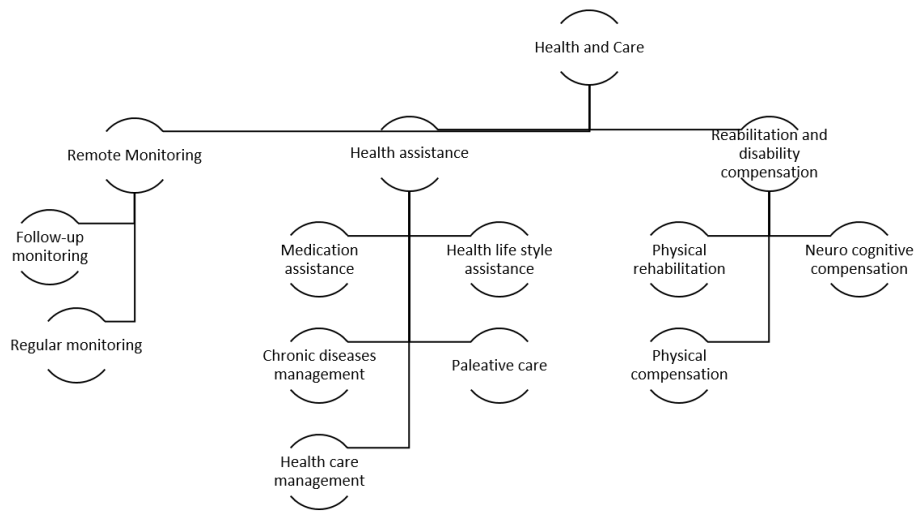 Health and Care
Remote Monitoring
Health assistance
Reabilitation and
disability
compensation
Follow-up
monitoring
Medication
assistance
Health life style
assistance
Physical
rehabilitation
Neuro cognitive
compensation
Regular monitoring
Chronic diseases
management
Paleative care
Physical
compensation
Health care
management